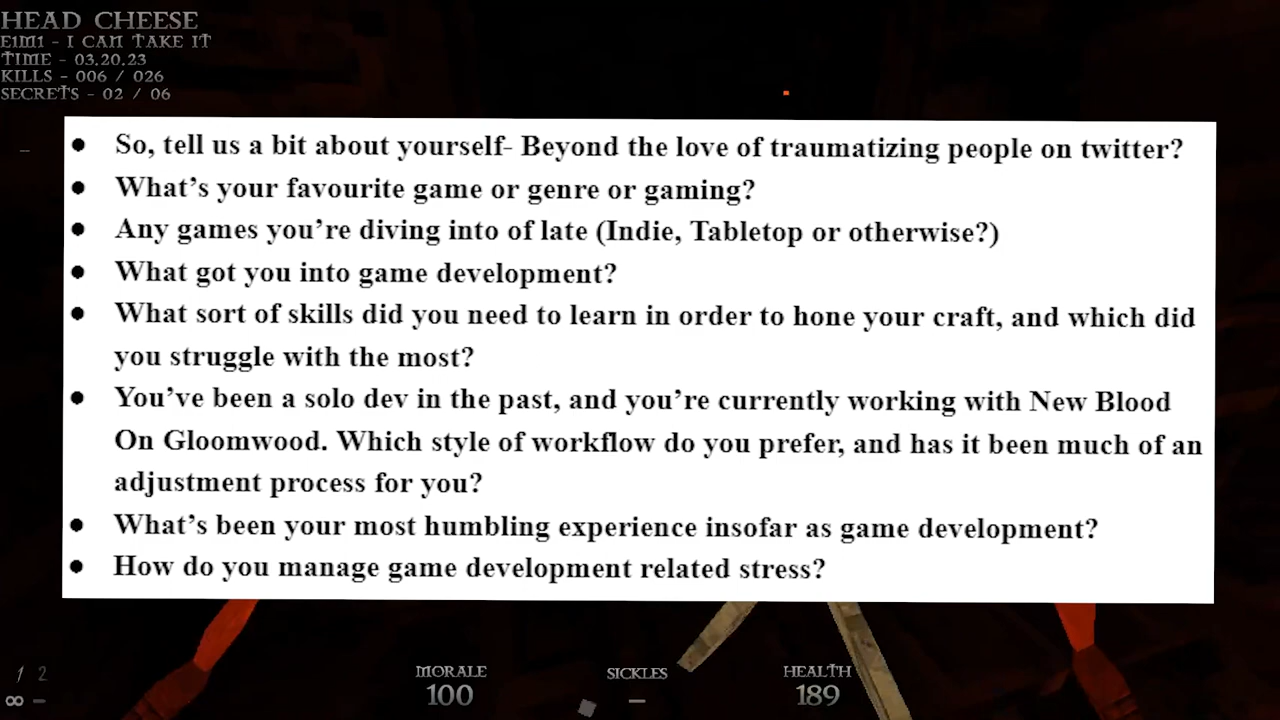 HEAD CHEESE
E1M1 - I CAN TAKE IT
TIME - 03.20.23
KILLS - 006 / 026
SECRETS - 02 / 06
• So, tell us a bit about yourself- Beyond the love of traumatizing people on twitter?
• What's your favourite game or genre or gaming?
• Any games you're diving into of late (Indie, Tabletop or otherwise?)
• What got you into game development?
• What sort of skills did you need to learn in order to hone your craft, and which did
you struggle with the most?
• You've been a solo dev in the past, and you're currently working with New Blood
On Gloomwood. Which style of workflow do you prefer, and has it been much of an
adjustment process for you?
• What's been your most humbling experience insofar as game development?
• How do you manage game development related stress?
1 2
∞ –
MORALE
100
SICKLES
–
HEALTH
189